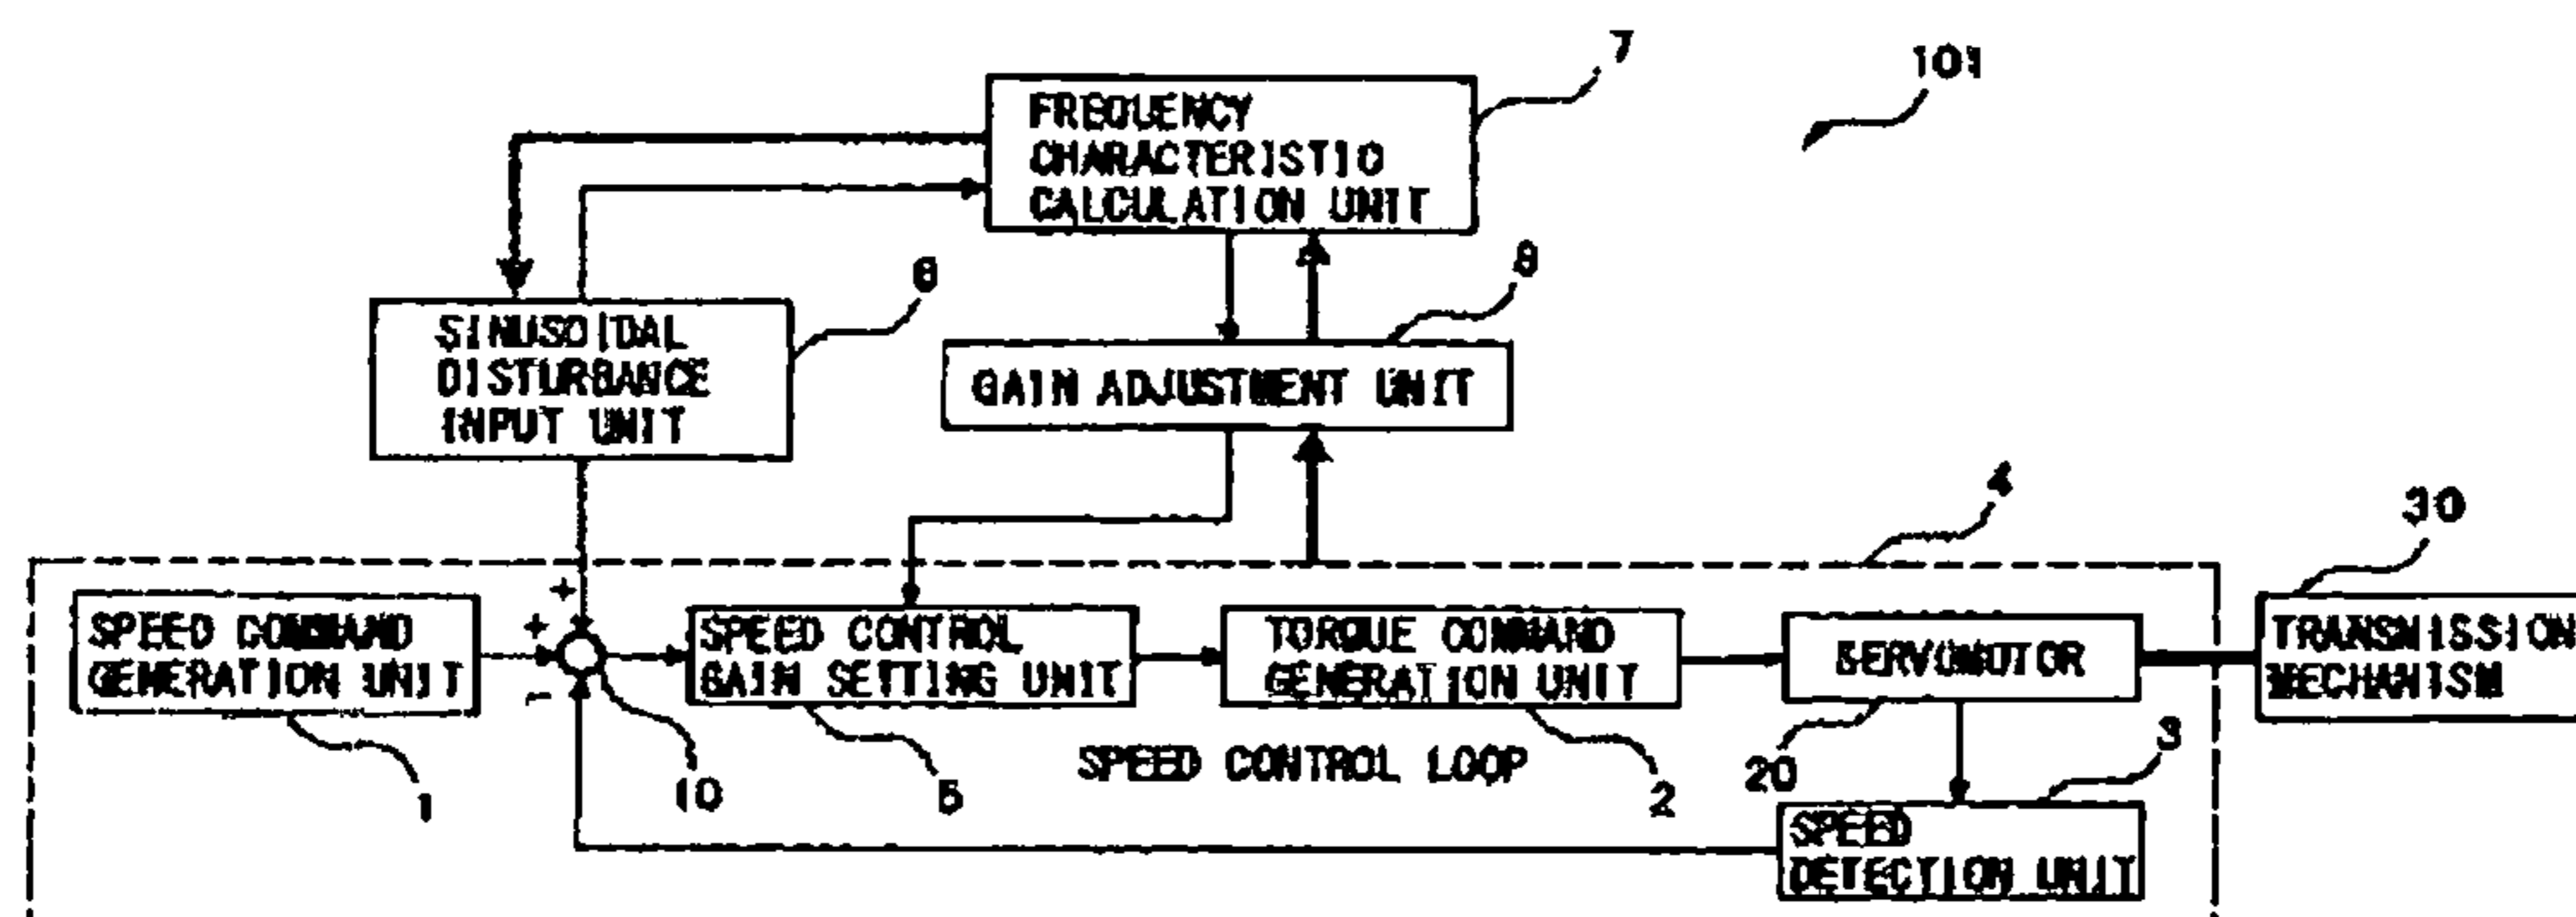 7
101
FREQUENCY
CHARACTERISTIC
CALCULATION UNIT
6
8
SINUSOIDAL
DISTURBANCE
INPUT UNIT
GAIN ADJUSTMENT UNIT
4
30
+
+
-
SPEED COMMAND
GENERATION UNIT
SPEED CONTROL
GAIN SETTING UNIT
TORQUE COMMAND
GENERATION UNIT
SERVOMOTOR
TRANSMISSION
MECHANISM
1
10
5
SPEED CONTROL LOOP
2
20
3
SPEED
DETECTION UNIT